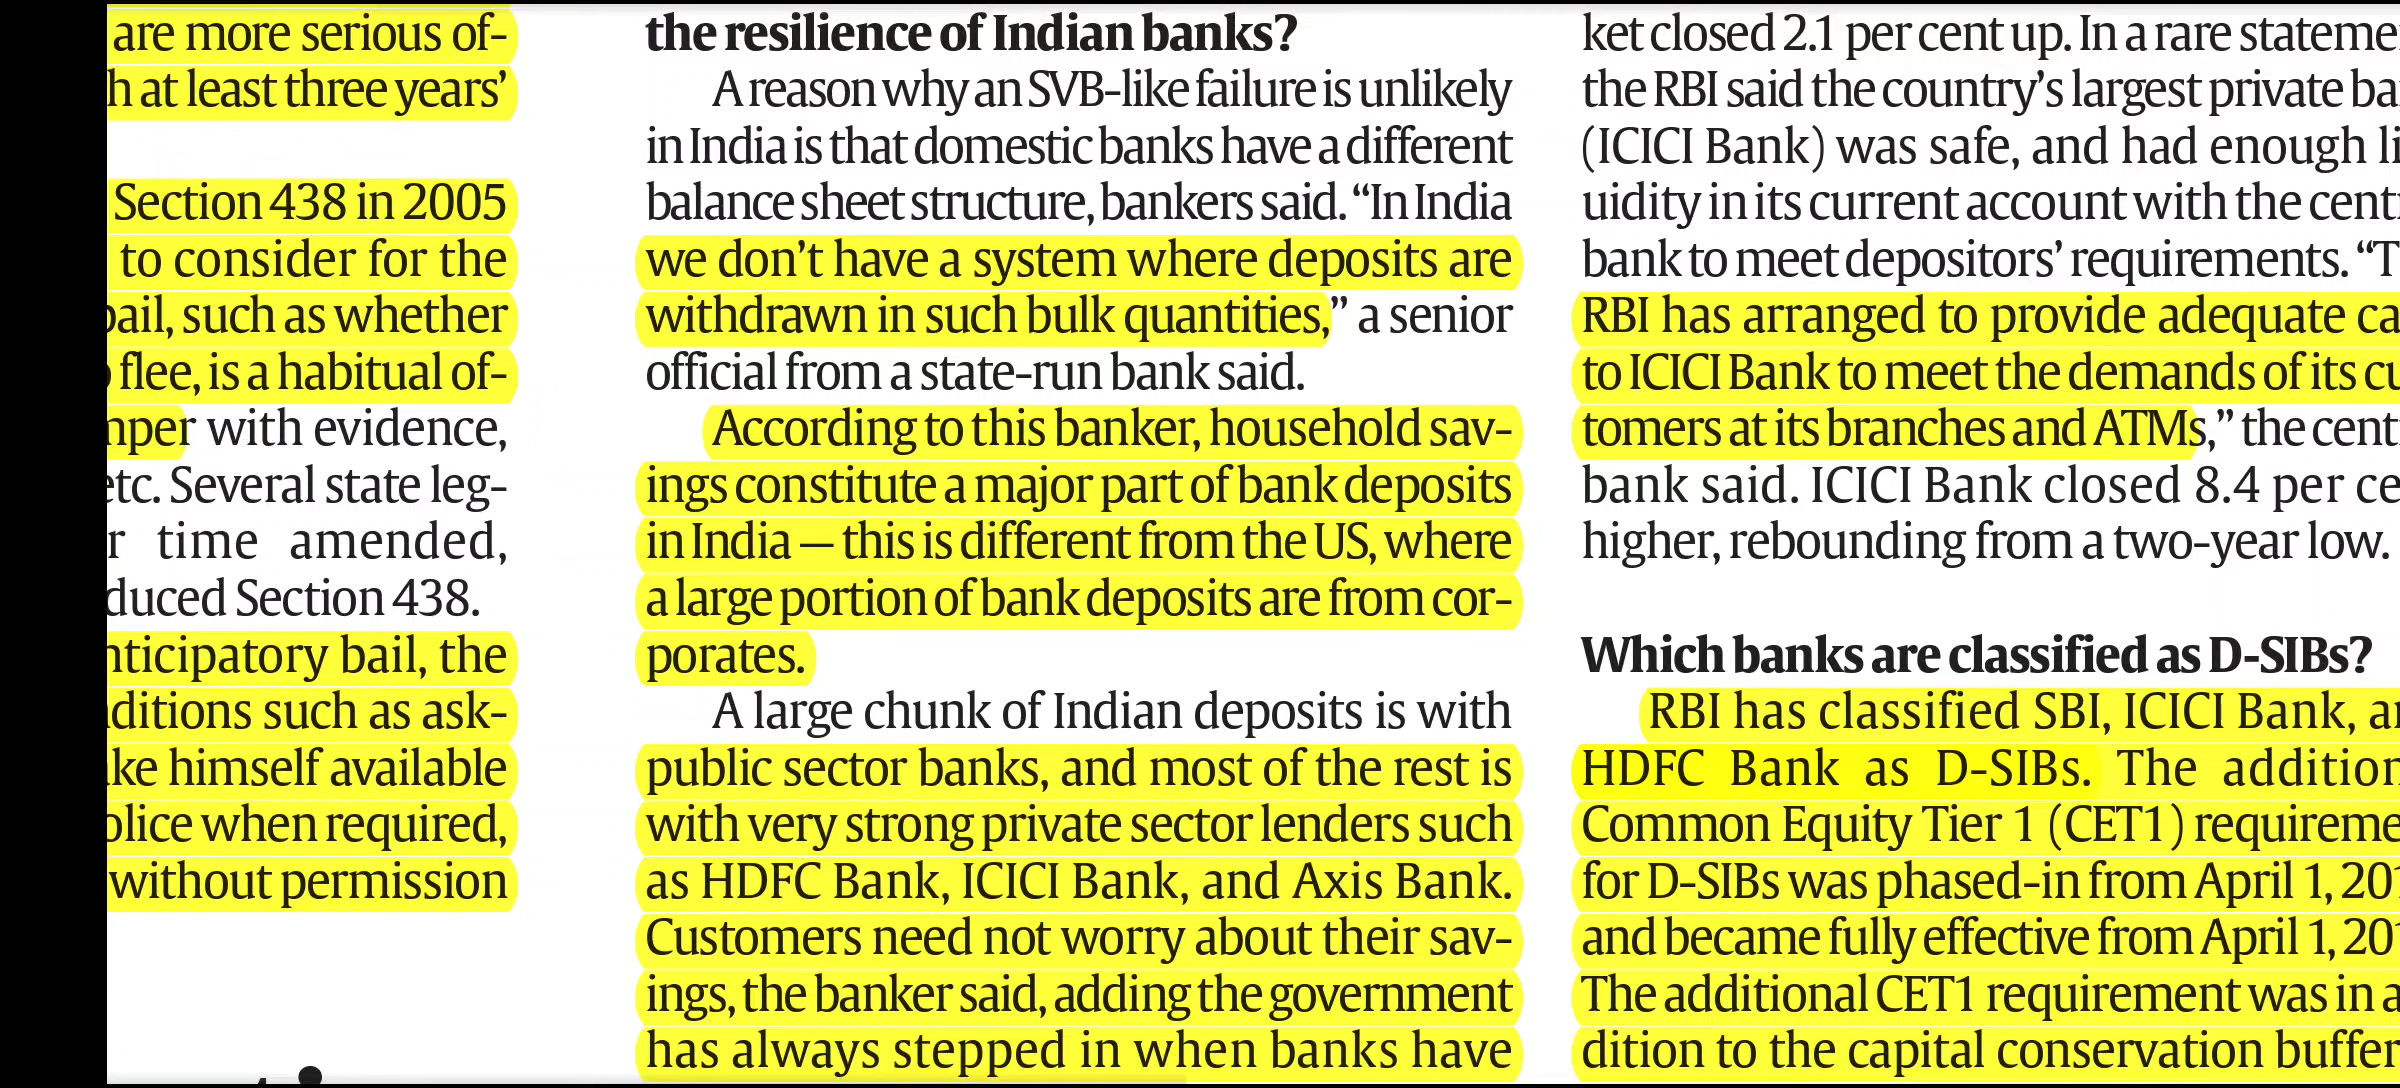 are more serious of-
h at least three years’
Section 438 in 2005
to consider for the
bail, such as whether
flee, is a habitual of-
mper with evidence,
etc. Several state leg-
r time amended,
duced Section 438.
nticipatory bail, the
nditions such as ask-
ake himself available
olice when required,
without permission
the resilience of Indian banks?
A reason why an SVB-like failure is unlikely
in India is that domestic banks have a different
balance sheet structure, bankers said. “In India
we don’t have a system where deposits are
withdrawn in such bulk quantities,” a senior
official from a state-run bank said.
According to this banker, household sav-
ings constitute a major part of bank deposits
in India — this is different from the US, where
a large portion of bank deposits are from cor-
porates.
A large chunk of Indian deposits is with
public sector banks, and most of the rest is
with very strong private sector lenders such
as HDFC Bank, ICICI Bank, and Axis Bank.
Customers need not worry about their sav-
ings, the banker said, adding the government
has always stepped in when banks have
ket closed 2.1 per cent up. In a rare stateme
the RBI said the country’s largest private ba
(ICICI Bank) was safe, and had enough li
uidity in its current account with the cent
bank to meet depositors’ requirements. “T
RBI has arranged to provide adequate ca
to ICICI Bank to meet the demands of its cu
tomers at its branches and ATMs,” the cent
bank said. ICICI Bank closed 8.4 per ce
higher, rebounding from a two-year low.
Which banks are classified as D-SIBs?
RBI has classified SBI, ICICI Bank, a
HDFC Bank as D-SIBs. The addition
Common Equity Tier 1 (CET1) requireme
for D-SIBs was phased-in from April 1, 201
and became fully effective from April 1, 201
The additional CET1 requirement was in a
dition to the capital conservation buffer